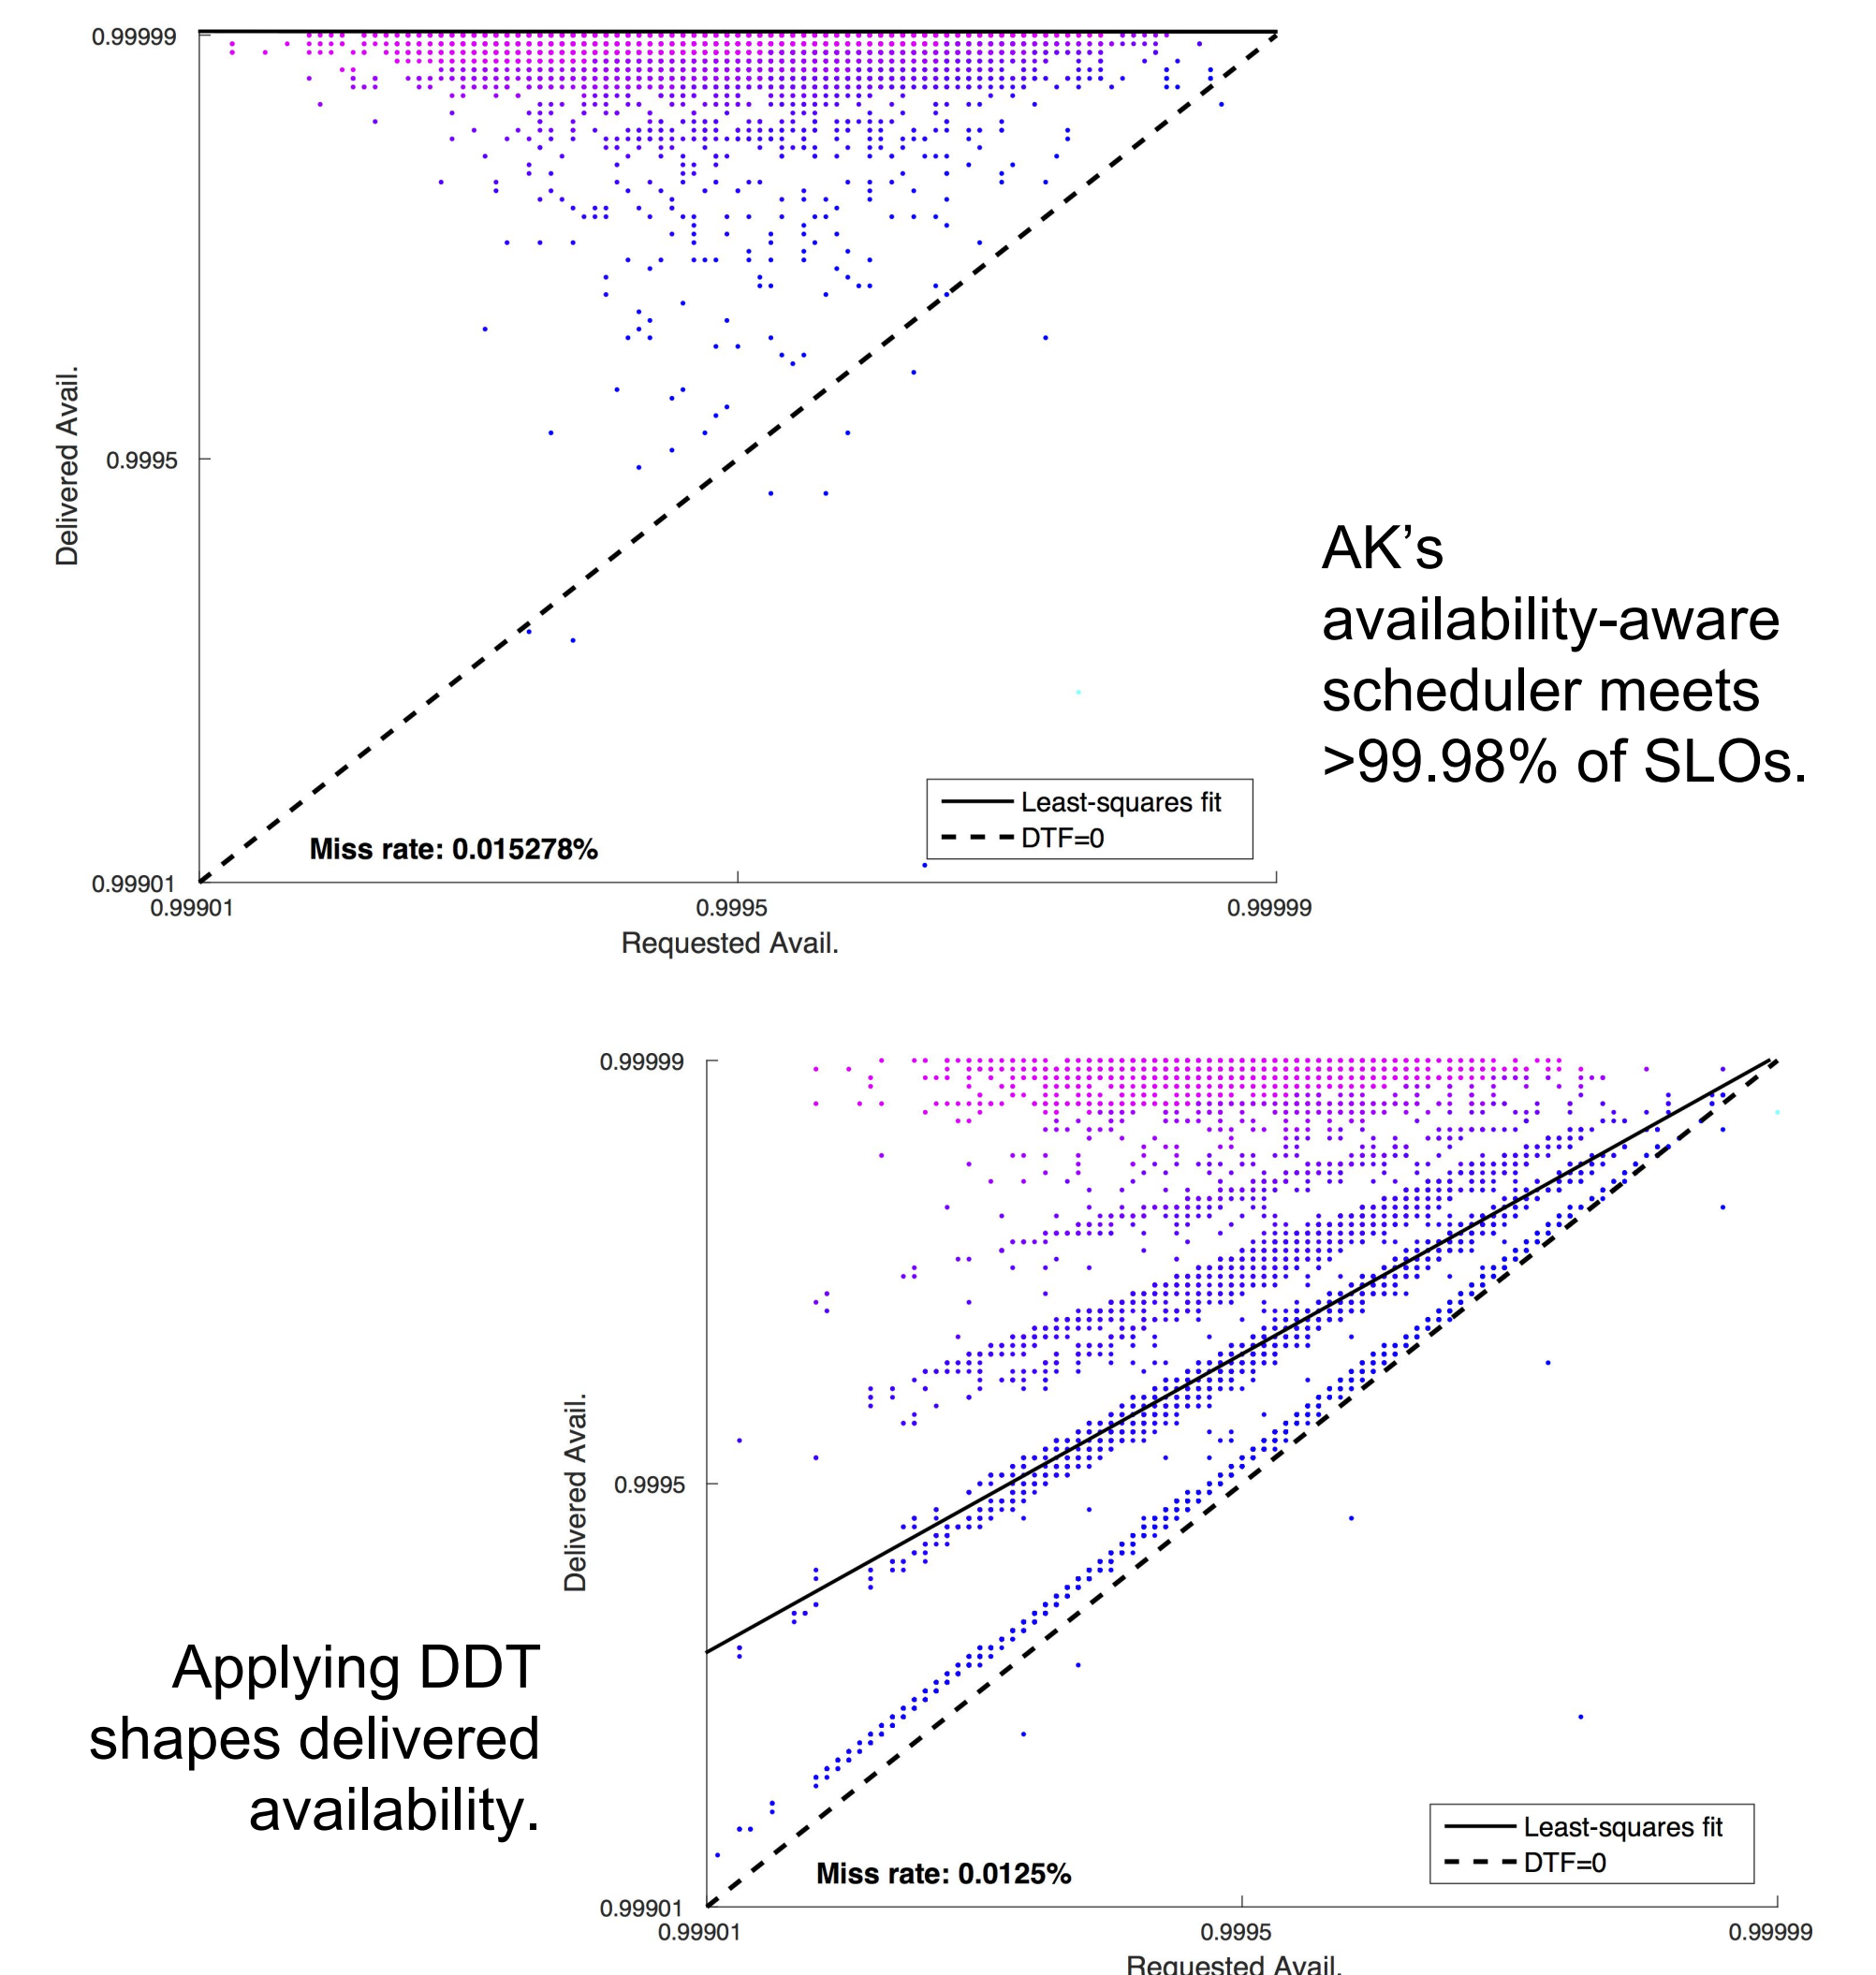 0.99999
Delivered Avail.
0.9995
AK’s
availability-aware
scheduler meets
>99.98% of SLOs.
Least-squares fit
DTF=0
Miss rate: 0.015278%
0.99901
0.99901
0.9995
0.99999
Requested Avail.
0.99999
Delivered Avail.
0.9995
Applying DDT
shapes delivered
availability.
Least-squares fit
DTF=0
Miss rate: 0.0125%
0.99901
0.99901
0.9995
0.99999
Requested Avail.